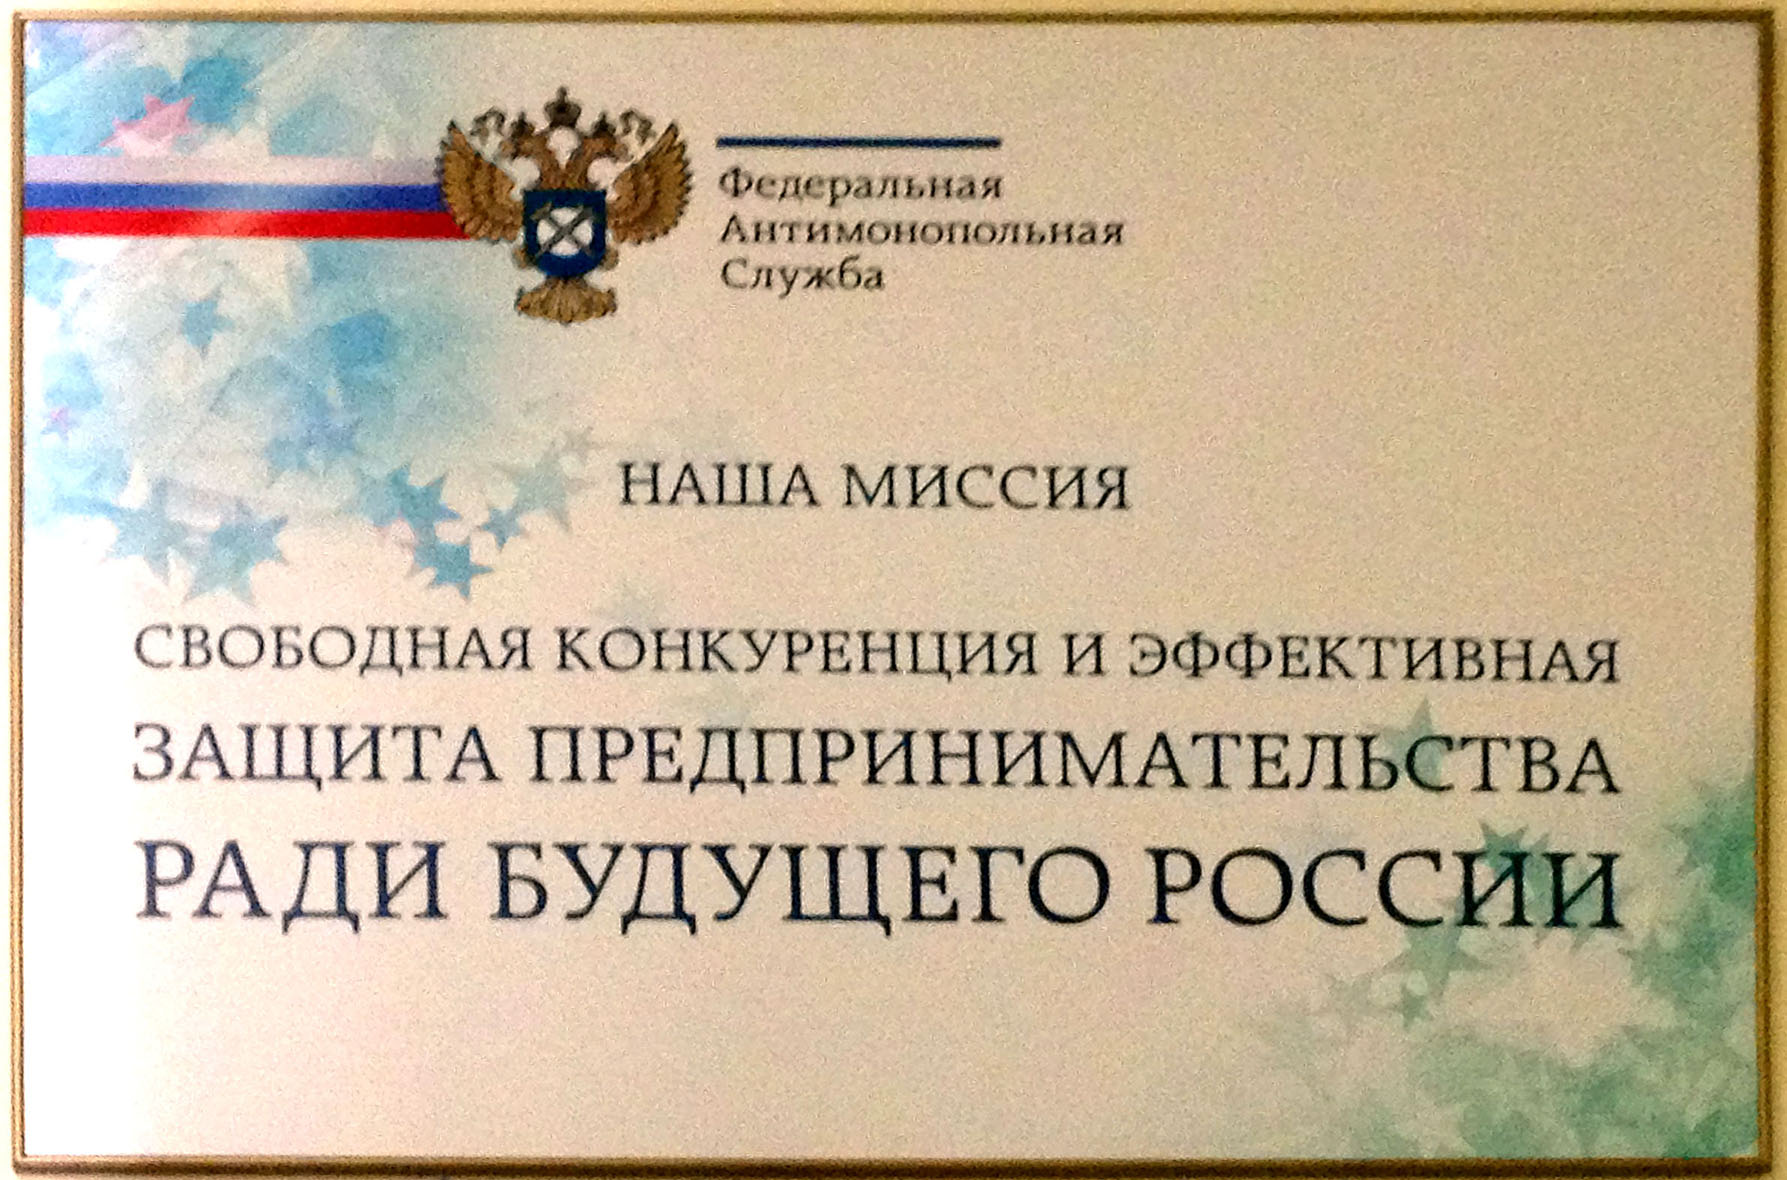 Федеральная
Антимонопольная
Служба
НАША МИССИЯ
СВОБОДНАЯ КОНКУРЕНЦИЯ И ЭФФЕКТИВНАЯ
ЗАЩИТА ПРЕДПРИНИМАТЕЛЬСТВА
РАДИ БУДУЩЕГО РОССИИ